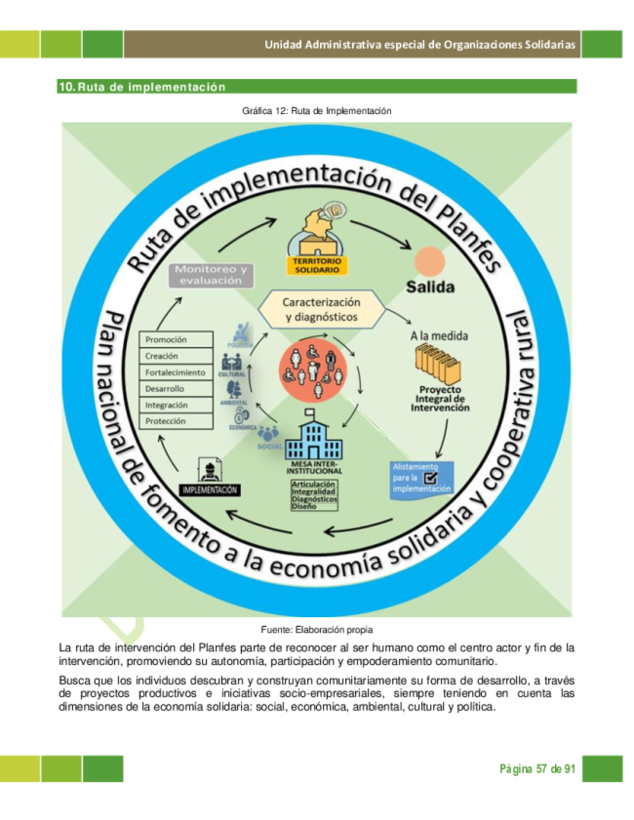 Unidad Administrativa especial de Organizaciones Solidarias
10. Ruta de implementación
Gráfica 12: Ruta de Implementación
Ruta de implementación del Planfes
Plan nacional de fomento a la economía solidaria y cooperativa rural
TERRITORIO
SOLIDARIO
Salida
Monitoreo y
evaluación
Caracterización
y diagnósticos
A la medida
Proyecto
Integral de
Intervención
Promoción
Creación
Fortalecimiento
Desarrollo
Integración
Protección
POLÍTICA
CULTURAL
AMBIENTAL
ECONÓMICA
SOCIAL
MESA INTER-
INSTITUCIONAL
Articulación
Integralidad
Diagnósticos
Diseño
Alistamiento
para la
implementación
IMPLEMENTACIÓN
Fuente: Elaboración propia
La ruta de intervención del Planfes parte de reconocer al ser humano como el centro actor y fin de la
intervención, promoviendo su autonomía, participación y empoderamiento comunitario.
Busca que los individuos descubran y construyan comunitariamente su forma de desarrollo, a través
de proyectos productivos e iniciativas socio-empresariales, siempre teniendo en cuenta las
dimensiones de la economía solidaria: social, económica, ambiental, cultural y política.
Página 57 de 91